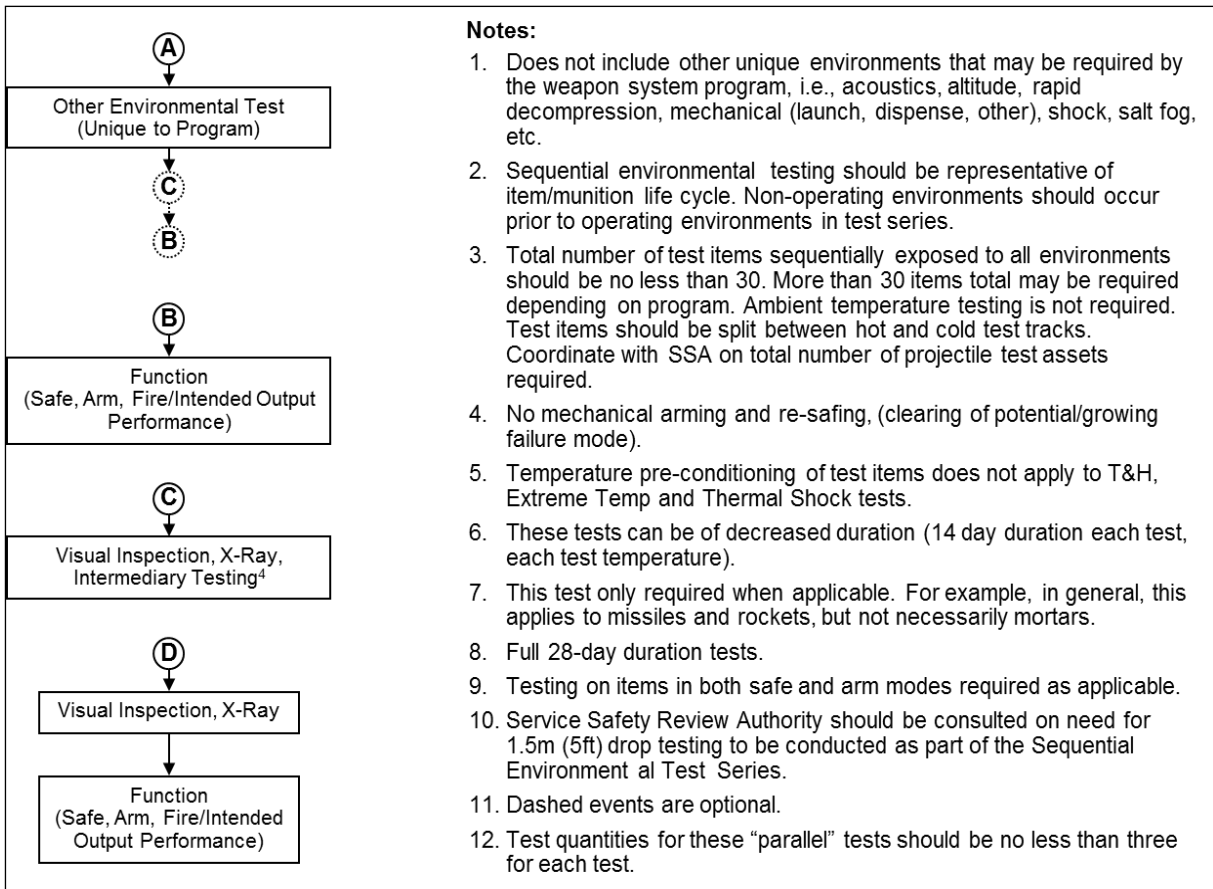 A
Other Environmental Test
(Unique to Program)
C
B
B
Function
(Safe, Arm, Fire/Intended Output
Performance)
C
Visual Inspection, X-Ray,
Intermediary Testing4
D
Visual Inspection, X-Ray
Function
(Safe, Arm, Fire/Intended
Output Performance)
Notes:
1. Does not include other unique environments that may be required by
the weapon system program, i.e., acoustics, altitude, rapid
decompression, mechanical (launch, dispense, other), shock, salt fog,
etc.
2. Sequential environmental testing should be representative of
item/munition life cycle. Non-operating environments should occur
prior to operating environments in test series.
3. Total number of test items sequentially exposed to all environments
should be no less than 30. More than 30 items total may be required
depending on program. Ambient temperature testing is not required.
Test items should be split between hot and cold test tracks.
Coordinate with SSA on total number of projectile test assets
required.
4. No mechanical arming and re-safing, (clearing of potential/growing
failure mode).
5. Temperature pre-conditioning of test items does not apply to T&H,
Extreme Temp and Thermal Shock tests.
6. These tests can be of decreased duration (14 day duration each test,
each test temperature).
7. This test only required when applicable. For example, in general, this
applies to missiles and rockets, but not necessarily mortars.
8. Full 28-day duration tests.
9. Testing on items in both safe and arm modes required as applicable.
10. Service Safety Review Authority should be consulted on need for
1.5m (5ft) drop testing to be conducted as part of the Sequential
Environment al Test Series.
11. Dashed events are optional.
12. Test quantities for these “parallel” tests should be no less than three
for each test.